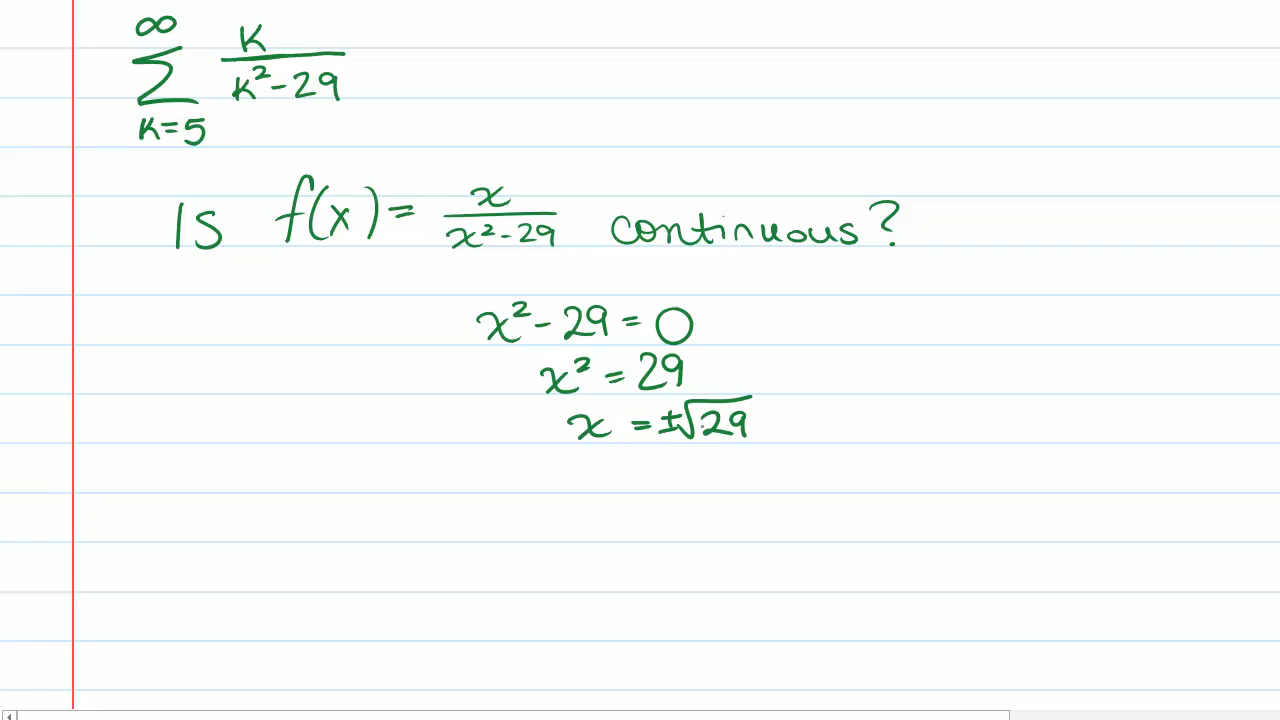 ∞
∑ k/(k² - 29)
k = 5
Is f(x) = x/(x² - 29) continuous?
x² - 29 = 0
x² = 29
x = ±√29